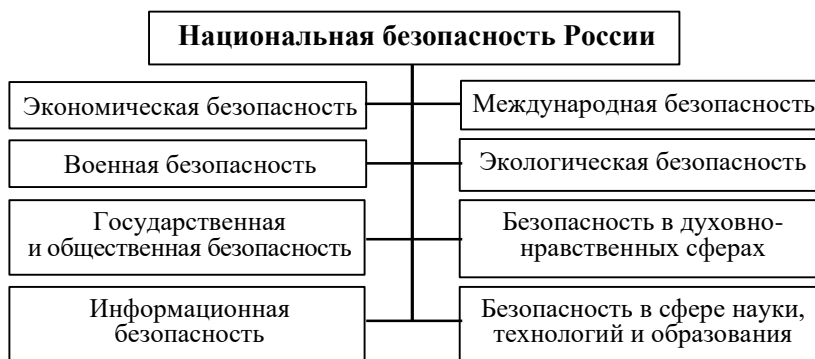 Национальная безопасность России
Экономическая безопасность
Международная безопасность
Военная безопасность
Экологическая безопасность
Государственная
и общественная безопасность
Безопасность в духовно-
нравственных сферах
Информационная
безопасность
Безопасность в сфере науки,
технологий и образования